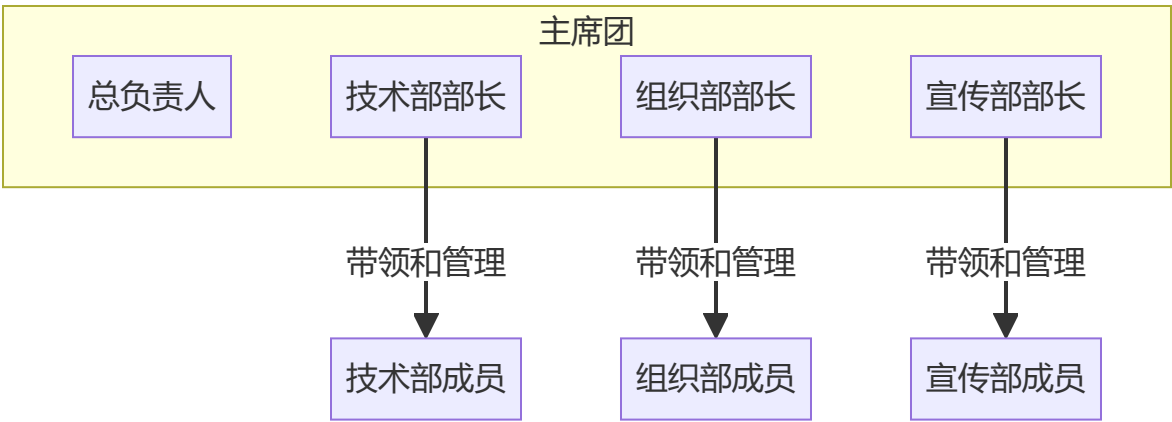 主席团
总负责人
技术部部长
组织部部长
宣传部部长
带领和管理
带领和管理
带领和管理
技术部成员
组织部成员
宣传部成员